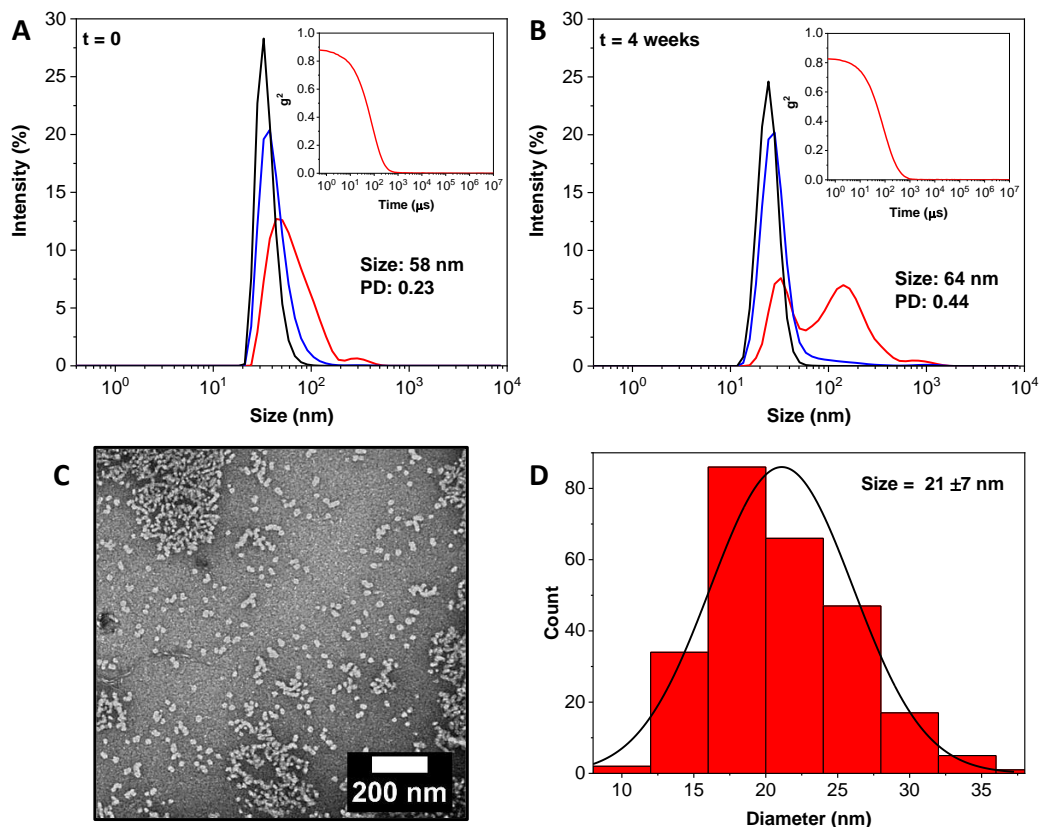 A
t = 0
Intensity (%)
30
25
20
15
10
5
0
10⁰ 10¹ 10² 10³ 10⁴
Size (nm)
g²
1.0
0.8
0.6
0.4
0.2
0.0
10⁰ 10¹ 10² 10³ 10⁴ 10⁵ 10⁶ 10⁷
Time (μs)
Size: 58 nm
PD: 0.23
B
t = 4 weeks
Intensity (%)
30
25
20
15
10
5
0
10⁰ 10¹ 10² 10³ 10⁴
Size (nm)
g²
1.0
0.8
0.6
0.4
0.2
0.0
10⁰ 10¹ 10² 10³ 10⁴ 10⁵ 10⁶ 10⁷
Time (μs)
Size: 64 nm
PD: 0.44
C
200 nm
D
Size = 21 ±7 nm
Count
80
60
40
20
0
10 15 20 25 30 35
Diameter (nm)